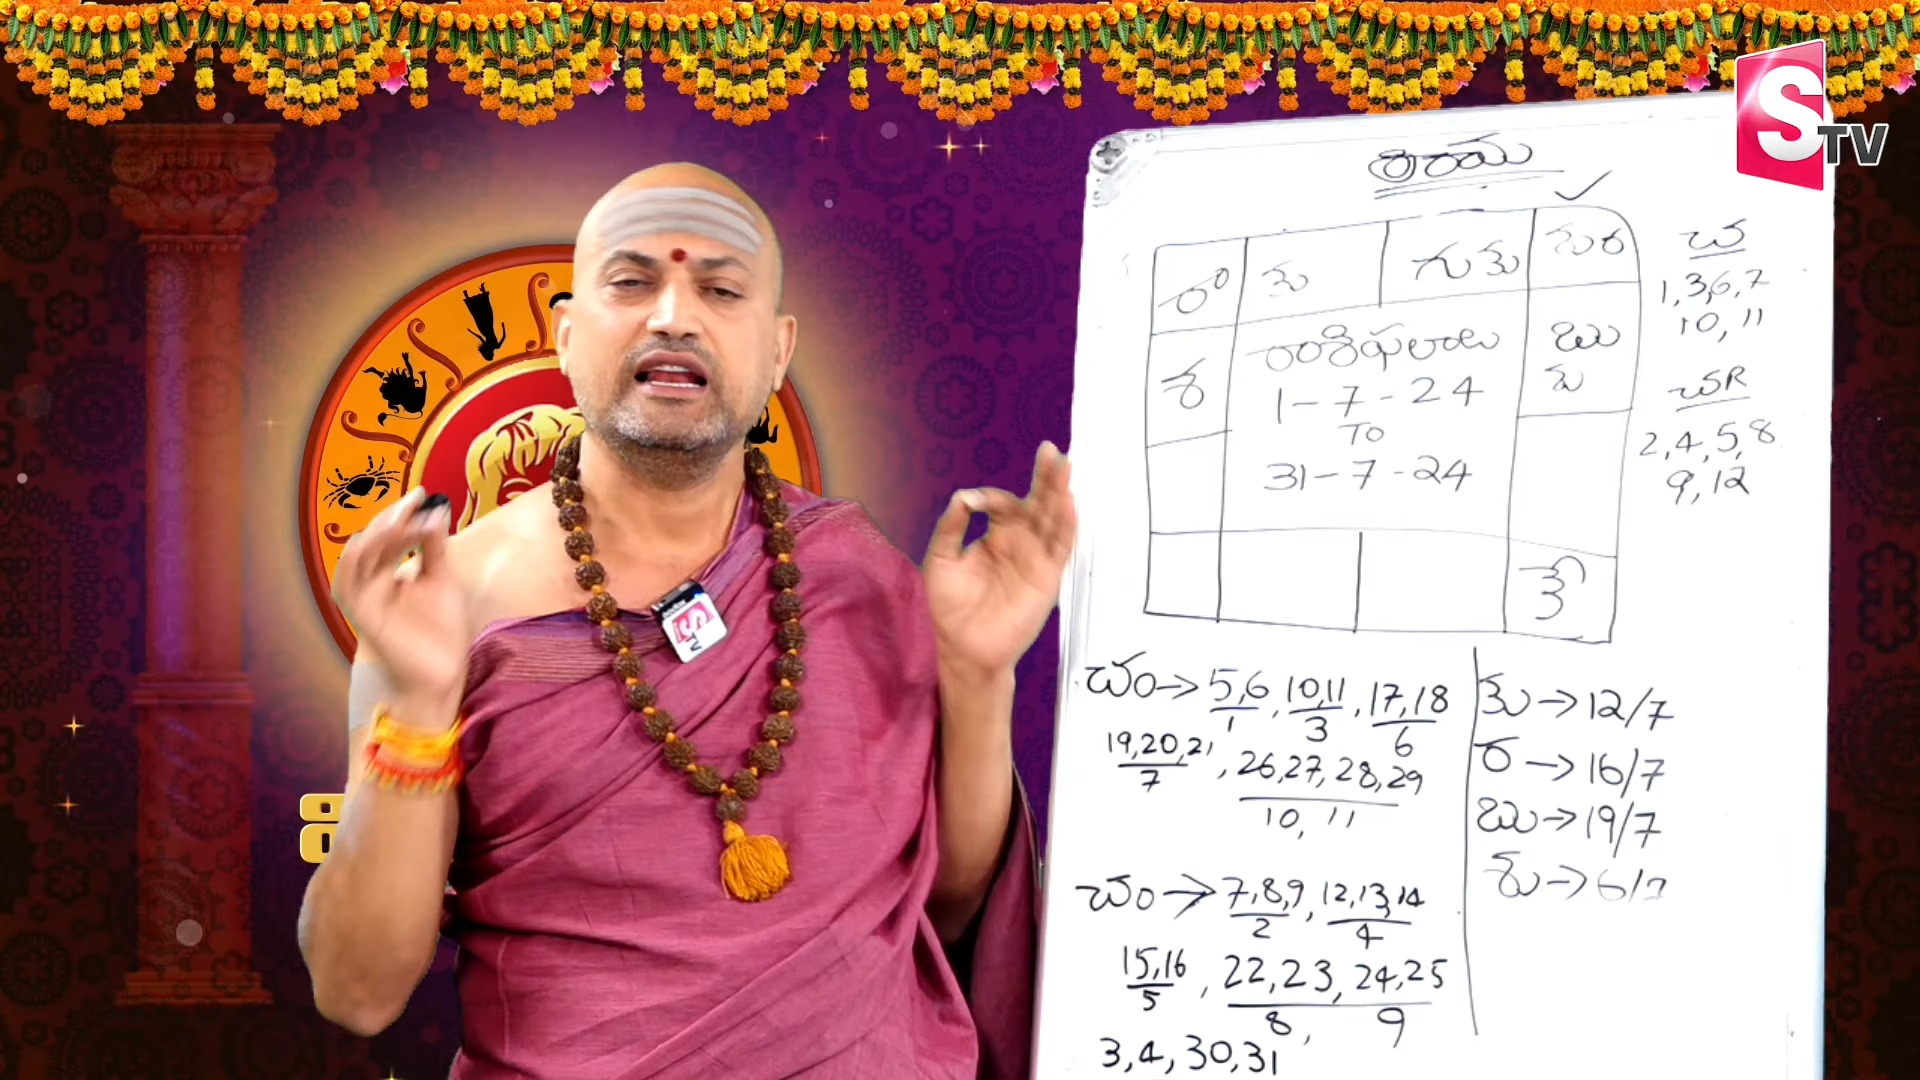 STV
శ్రీరామ
చ
1,3,6,7
10, 11
చR
2,4,5,8
9,12
రా
కు
గు కు
శు ర
శ
రాశిఫలాలు
1-7-24
TO
31-7-24
బు
శు
కే
చం→ 5,6, 10,11, 17,18
1 3 6
19,20,21, 26,27,28,29
7 10, 11
చం→ 7,8,9, 12,13,14
2 4
15,16, 22,23, 24,25
5 8, 9
3,4, 30,31
కు→12/7
ర→16/7
బు→19/7
శు→6/7